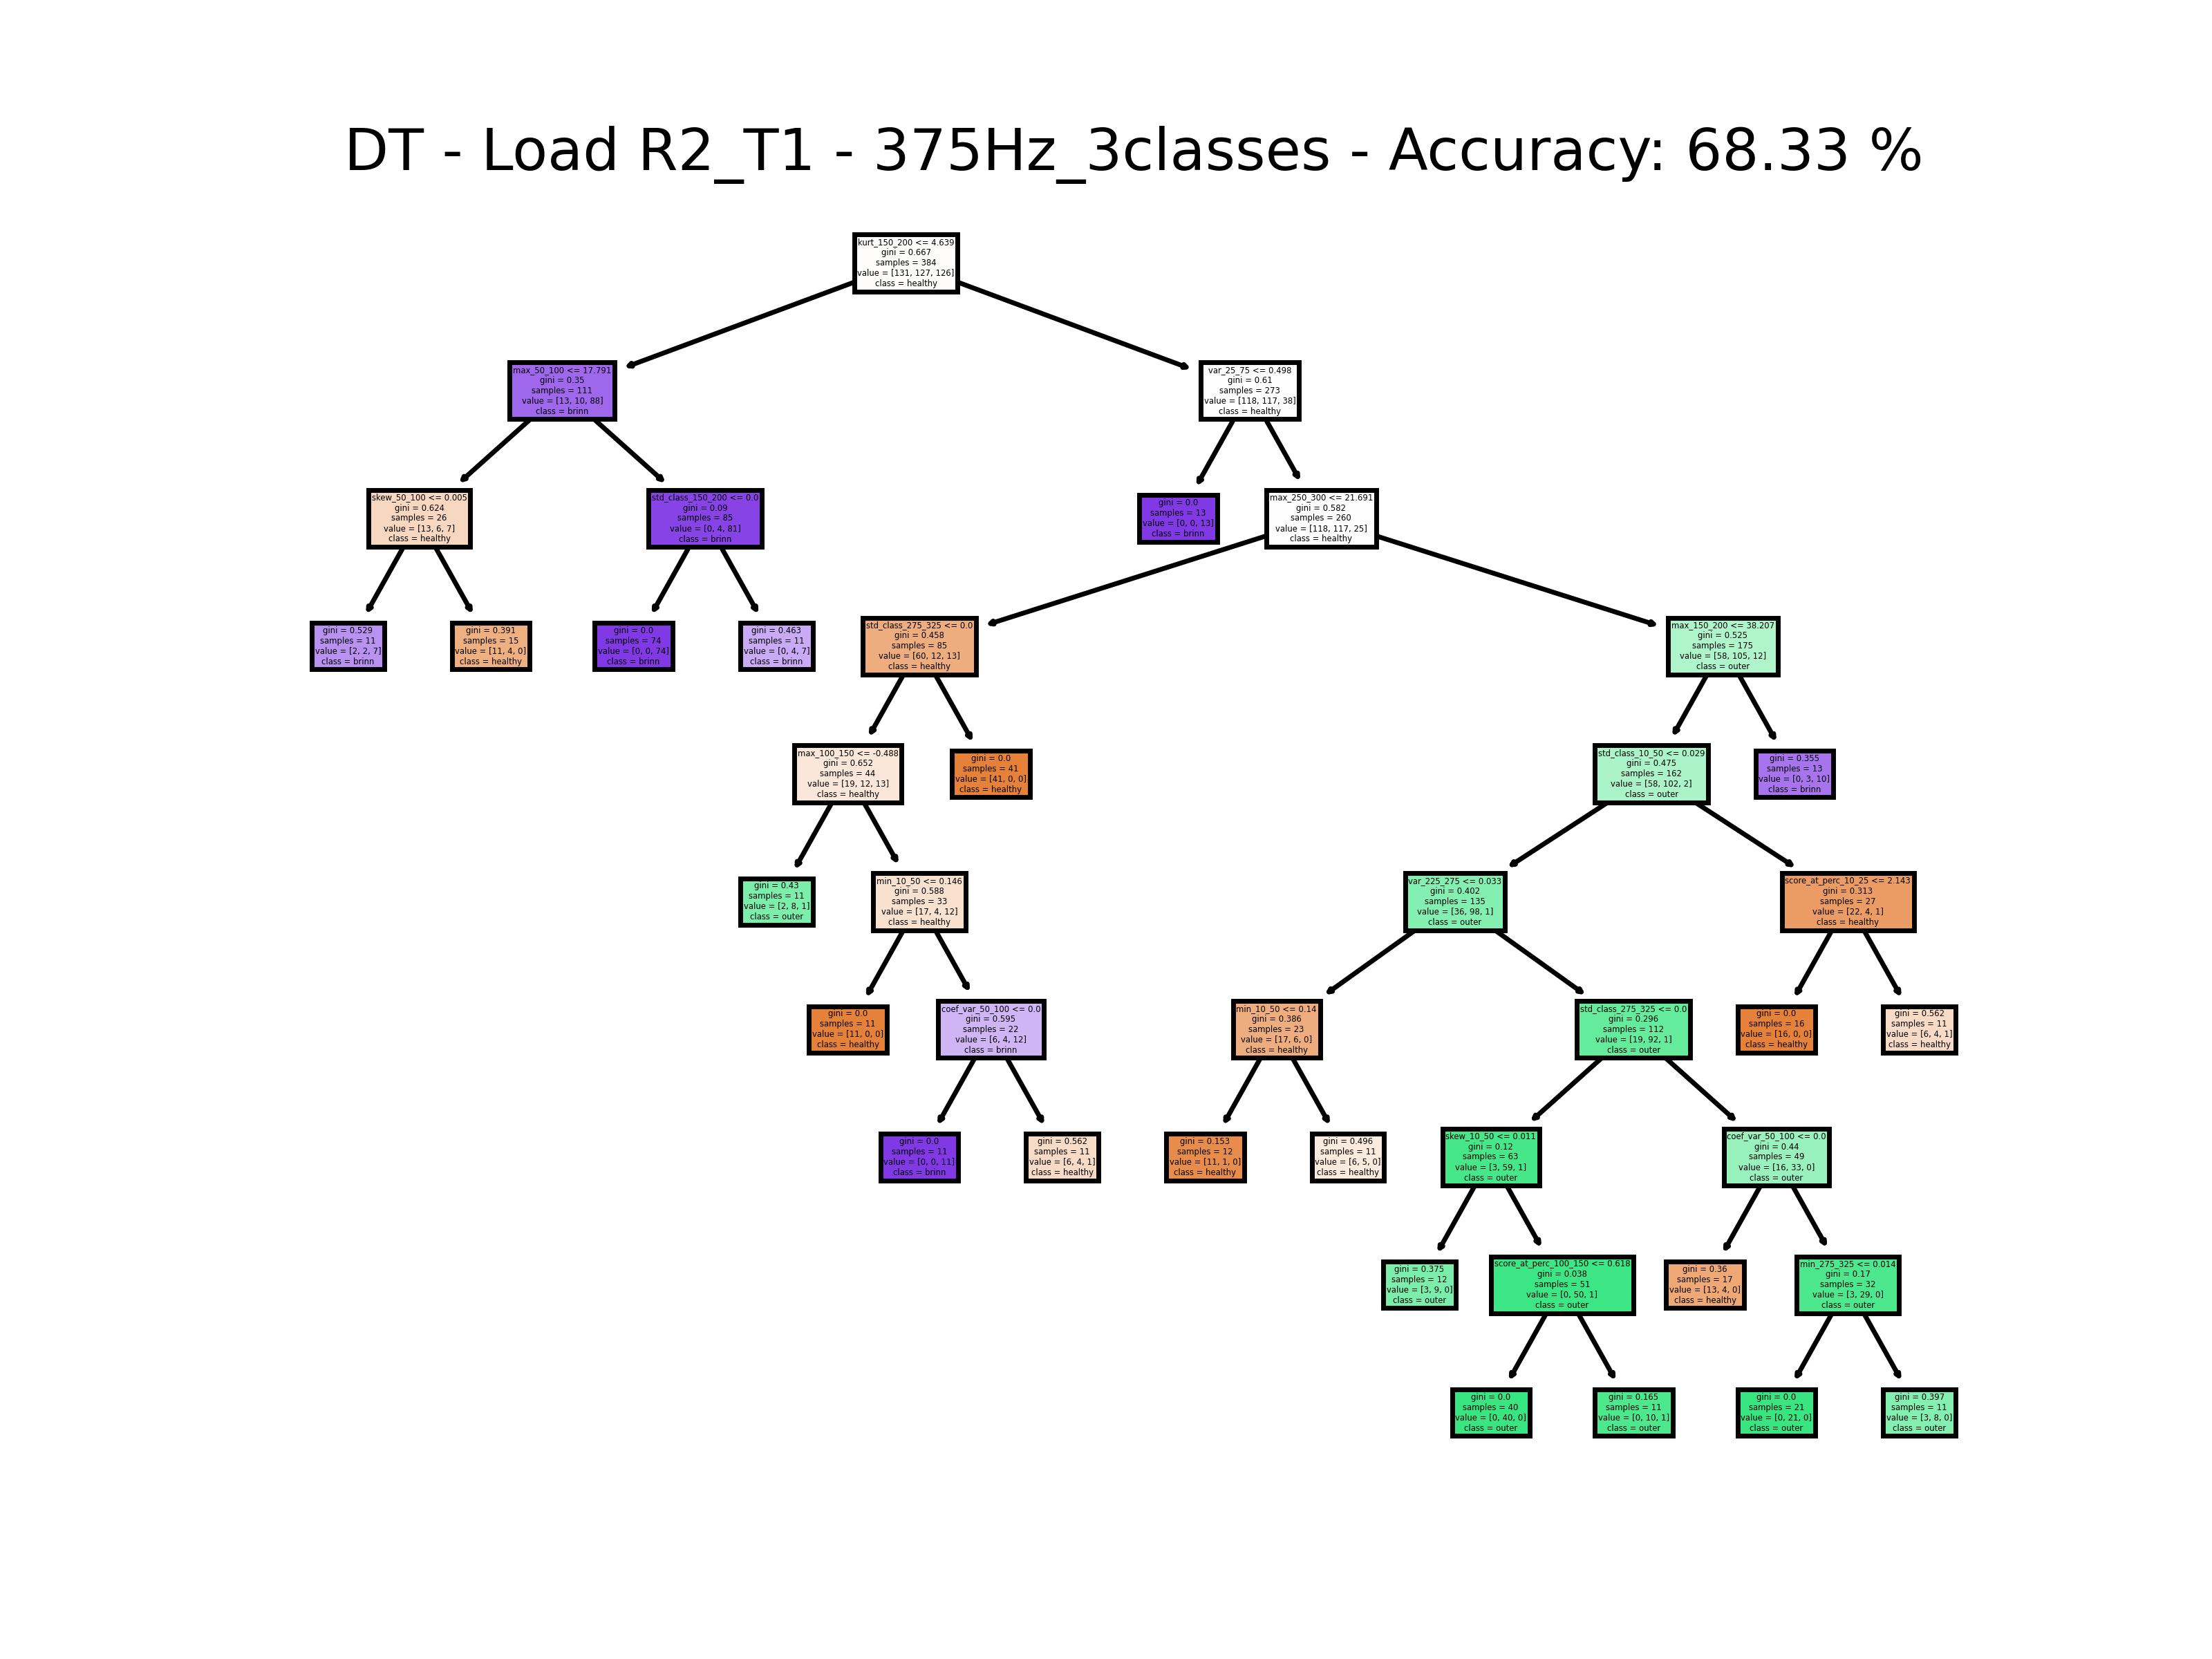 DT - Load R2_T1 - 375Hz_3classes - Accuracy: 68.33 %
kurt_150_200 <= 4.639
gini = 0.667
samples = 384
value = [131, 127, 126]
class = healthy
max_50_100 <= 17.791
gini = 0.35
samples = 111
value = [13, 10, 88]
class = brinn
var_25_75 <= 0.498
gini = 0.61
samples = 273
value = [118, 117, 38]
class = healthy
skew_50_100 <= 0.005
gini = 0.624
samples = 26
value = [13, 6, 7]
class = healthy
std_class_150_200 <= 0.0
gini = 0.09
samples = 85
value = [0, 4, 81]
class = brinn
gini = 0.0
samples = 13
value = [0, 0, 13]
class = brinn
max_250_300 <= 21.691
gini = 0.582
samples = 260
value = [118, 117, 25]
class = healthy
gini = 0.529
samples = 11
value = [2, 2, 7]
class = brinn
gini = 0.391
samples = 15
value = [11, 4, 0]
class = healthy
gini = 0.0
samples = 74
value = [0, 0, 74]
class = brinn
gini = 0.463
samples = 11
value = [0, 4, 7]
class = brinn
std_class_275_325 <= 0.0
gini = 0.458
samples = 85
value = [60, 12, 13]
class = healthy
max_150_200 <= 38.207
gini = 0.525
samples = 175
value = [58, 105, 12]
class = outer
max_100_150 <= -0.488
gini = 0.652
samples = 44
value = [19, 12, 13]
class = healthy
gini = 0.0
samples = 41
value = [41, 0, 0]
class = healthy
std_class_10_50 <= 0.029
gini = 0.475
samples = 162
value = [58, 102, 2]
class = outer
gini = 0.355
samples = 13
value = [0, 3, 10]
class = brinn
gini = 0.43
samples = 11
value = [2, 8, 1]
class = outer
min_10_50 <= 0.146
gini = 0.588
samples = 33
value = [17, 4, 12]
class = healthy
var_225_275 <= 0.033
gini = 0.402
samples = 135
value = [36, 98, 1]
class = outer
score_at_perc_10_25 <= 2.143
gini = 0.313
samples = 27
value = [22, 4, 1]
class = healthy
gini = 0.0
samples = 11
value = [11, 0, 0]
class = healthy
coef_var_50_100 <= 0.0
gini = 0.595
samples = 22
value = [6, 4, 12]
class = brinn
min_10_50 <= 0.14
gini = 0.386
samples = 23
value = [17, 6, 0]
class = healthy
std_class_275_325 <= 0.0
gini = 0.296
samples = 112
value = [19, 92, 1]
class = outer
gini = 0.0
samples = 16
value = [16, 0, 0]
class = healthy
gini = 0.562
samples = 11
value = [6, 4, 1]
class = healthy
gini = 0.0
samples = 11
value = [0, 0, 11]
class = brinn
gini = 0.562
samples = 11
value = [6, 4, 1]
class = healthy
gini = 0.153
samples = 12
value = [11, 1, 0]
class = healthy
gini = 0.496
samples = 11
value = [6, 5, 0]
class = healthy
skew_10_50 <= 0.011
gini = 0.12
samples = 63
value = [3, 59, 1]
class = outer
coef_var_50_100 <= 0.0
gini = 0.44
samples = 49
value = [16, 33, 0]
class = outer
gini = 0.375
samples = 12
value = [3, 9, 0]
class = outer
score_at_perc_100_150 <= 0.618
gini = 0.038
samples = 51
value = [0, 50, 1]
class = outer
gini = 0.36
samples = 17
value = [13, 4, 0]
class = healthy
min_275_325 <= 0.014
gini = 0.17
samples = 32
value = [3, 29, 0]
class = outer
gini = 0.0
samples = 40
value = [0, 40, 0]
class = outer
gini = 0.165
samples = 11
value = [0, 10, 1]
class = outer
gini = 0.0
samples = 21
value = [0, 21, 0]
class = outer
gini = 0.397
samples = 11
value = [3, 8, 0]
class = outer